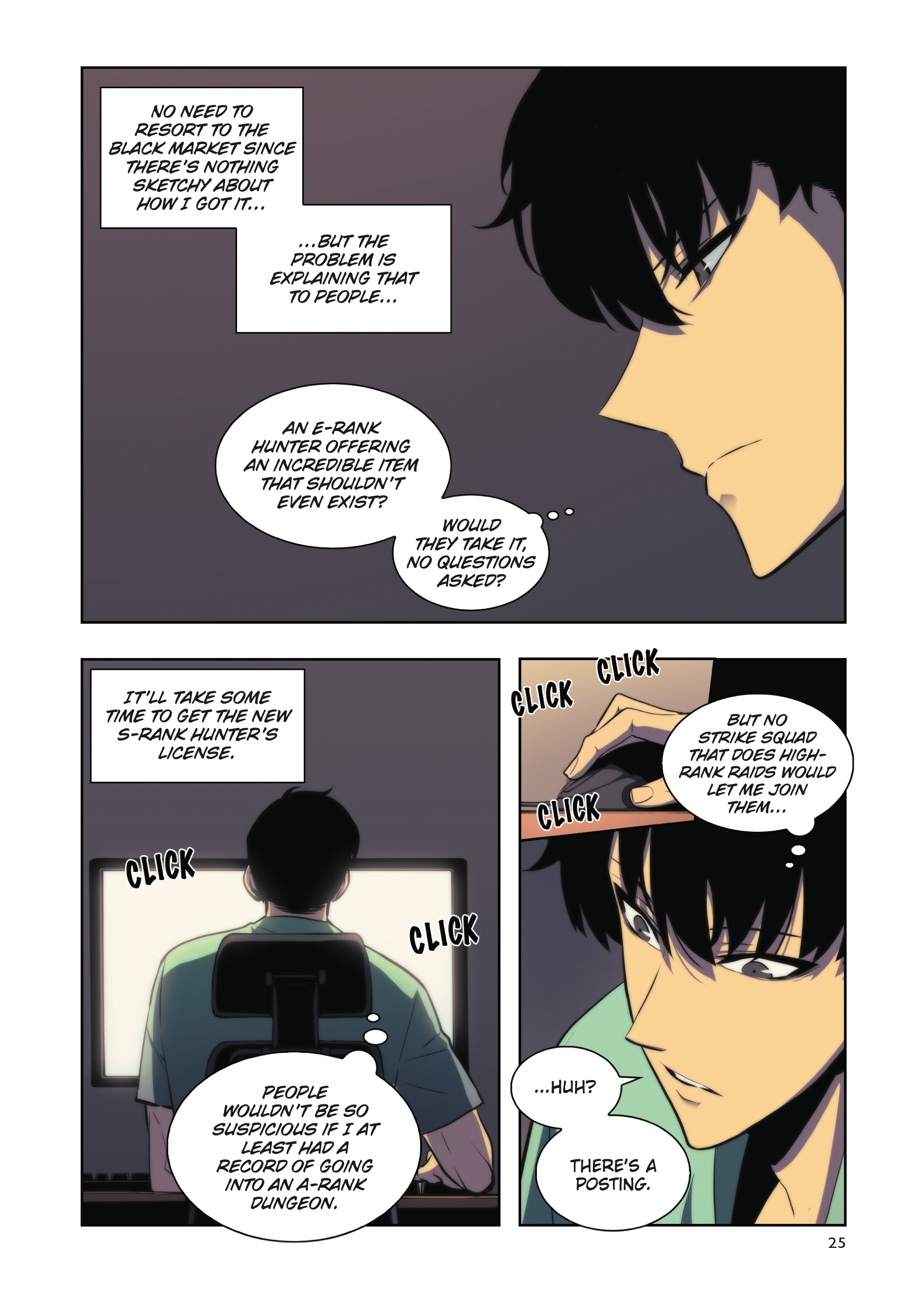 NO NEED TO
RESORT TO THE
BLACK MARKET SINCE
THERE'S NOTHING
SKETCHY ABOUT
HOW I GOT IT...
...BUT THE
PROBLEM IS
EXPLAINING THAT
TO PEOPLE...
AN E-RANK
HUNTER OFFERING
AN INCREDIBLE ITEM
THAT SHOULDN'T
EVEN EXIST?
WOULD
THEY TAKE IT,
NO QUESTIONS
ASKED?
IT'LL TAKE SOME
TIME TO GET THE NEW
S-RANK HUNTER'S
LICENSE.
CLICK
CLICK
PEOPLE
WOULDN'T BE SO
SUSPICIOUS IF I AT
LEAST HAD A
RECORD OF GOING
INTO AN A-RANK
DUNGEON.
CLICK
CLICK
CLICK
BUT NO
STRIKE SQUAD
THAT DOES HIGH-
RANK RAIDS WOULD
LET ME JOIN
THEM...
...HUH?
THERE'S A
POSTING.
25